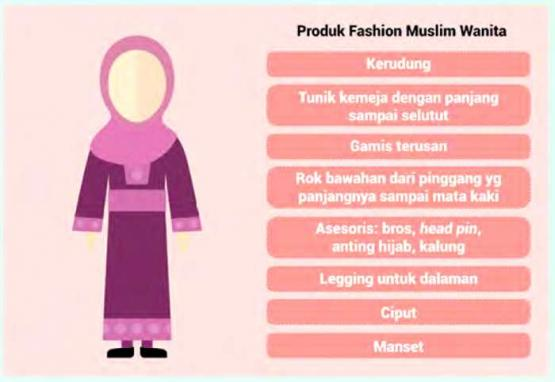 Produk Fashion Muslim Wanita
Kerudung
Tunik kemeja dengan panjang
sampai selutut
Gamis terusan
Rok bawahan dari pinggang yg
panjangnya sampai mata kaki
Asesoris: bros, head pin,
anting hijab, kalung
Legging untuk dalaman
Ciput
Manset